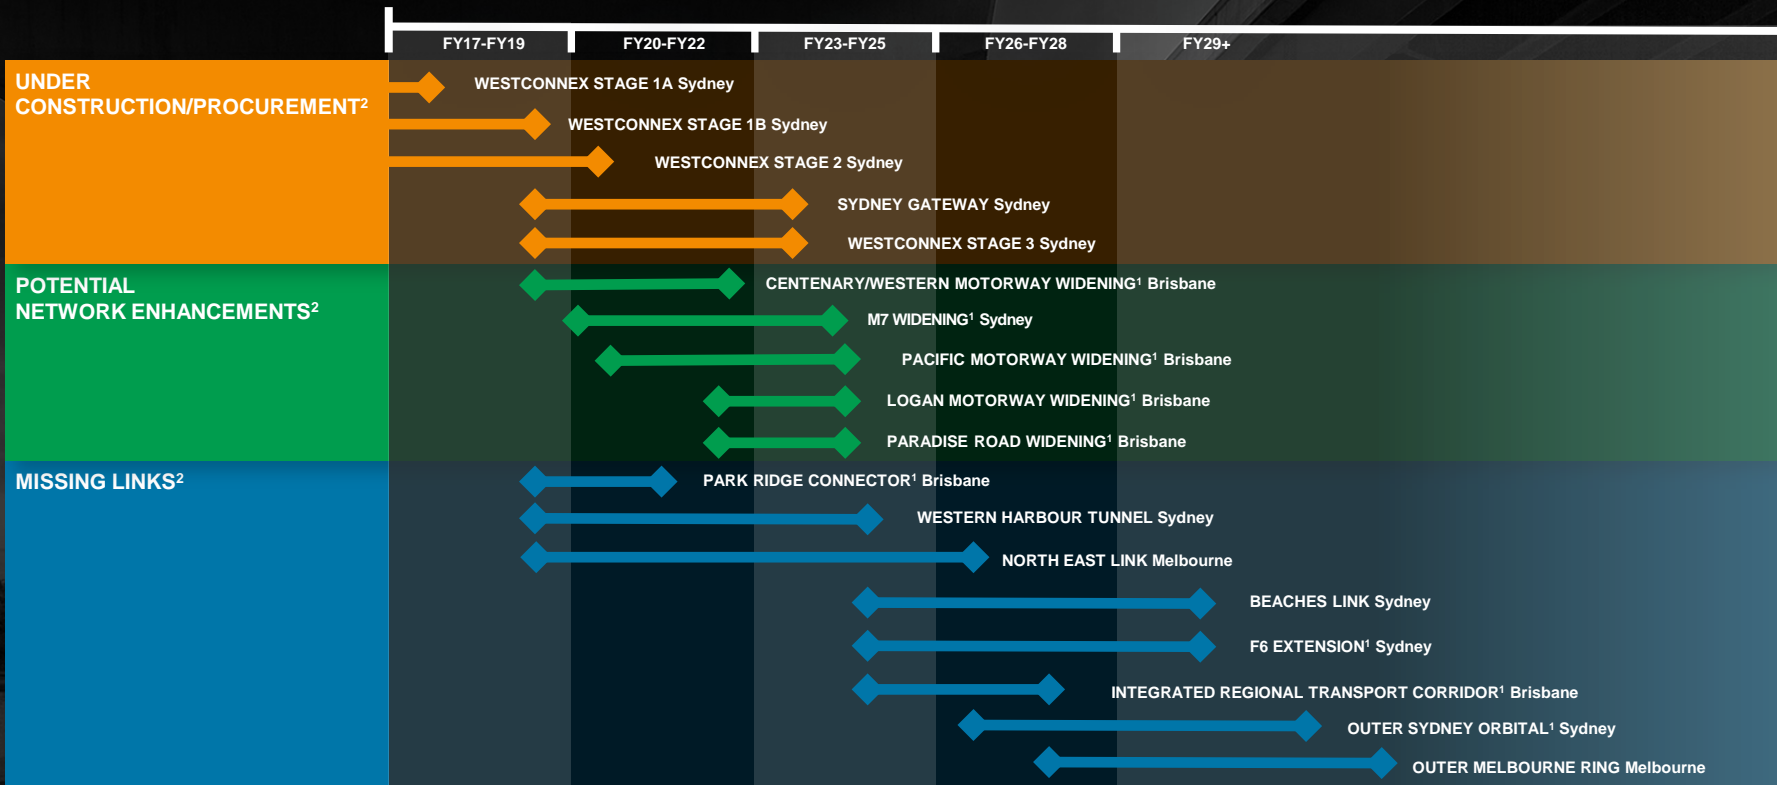 FY17-FY19 FY20-FY22 FY23-FY25 FY26-FY28 FY29+
UNDER
CONSTRUCTION/PROCUREMENT²
WESTCONNEX STAGE 1A Sydney
WESTCONNEX STAGE 1B Sydney
WESTCONNEX STAGE 2 Sydney
SYDNEY GATEWAY Sydney
WESTCONNEX STAGE 3 Sydney
POTENTIAL
NETWORK ENHANCEMENTS²
CENTENARY/WESTERN MOTORWAY WIDENING¹ Brisbane
M7 WIDENING¹ Sydney
PACIFIC MOTORWAY WIDENING¹ Brisbane
LOGAN MOTORWAY WIDENING¹ Brisbane
PARADISE ROAD WIDENING¹ Brisbane
MISSING LINKS²
PARK RIDGE CONNECTOR¹ Brisbane
WESTERN HARBOUR TUNNEL Sydney
NORTH EAST LINK Melbourne
BEACHES LINK Sydney
F6 EXTENSION¹ Sydney
INTEGRATED REGIONAL TRANSPORT CORRIDOR¹ Brisbane
OUTER SYDNEY ORBITAL¹ Sydney
OUTER MELBOURNE RING Melbourne